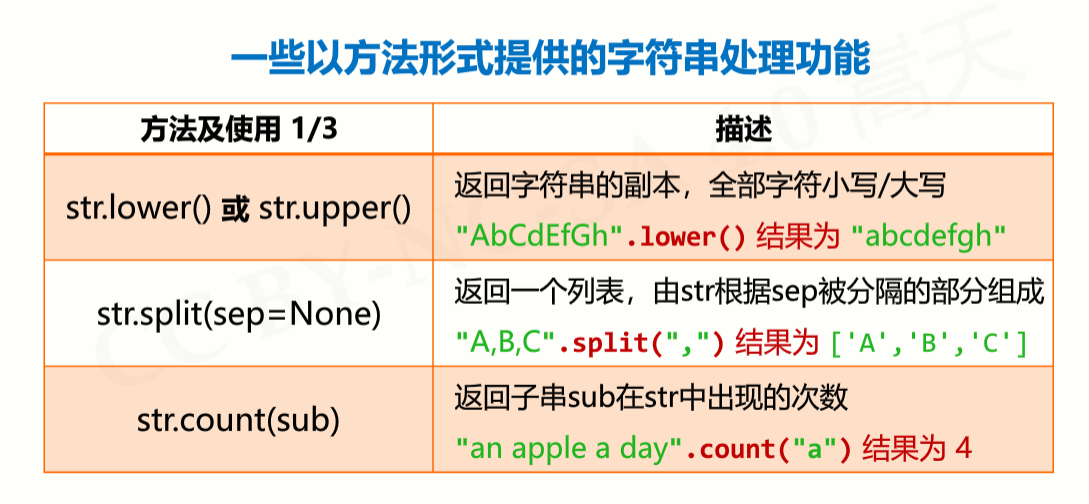 一些以方法形式提供的字符串处理功能
方法及使用 1/3
描述
str.lower() 或 str.upper()
返回字符串的副本，全部字符小写/大写
"AbCdEfGh".lower() 结果为 "abcdefgh"
str.split(sep=None)
返回一个列表，由str根据sep被分隔的部分组成
"A,B,C".split(",") 结果为 ['A','B','C']
str.count(sub)
返回子串sub在str中出现的次数
"an apple a day".count("a") 结果为 4
CC BY-NC-SA 4.0 嵩天